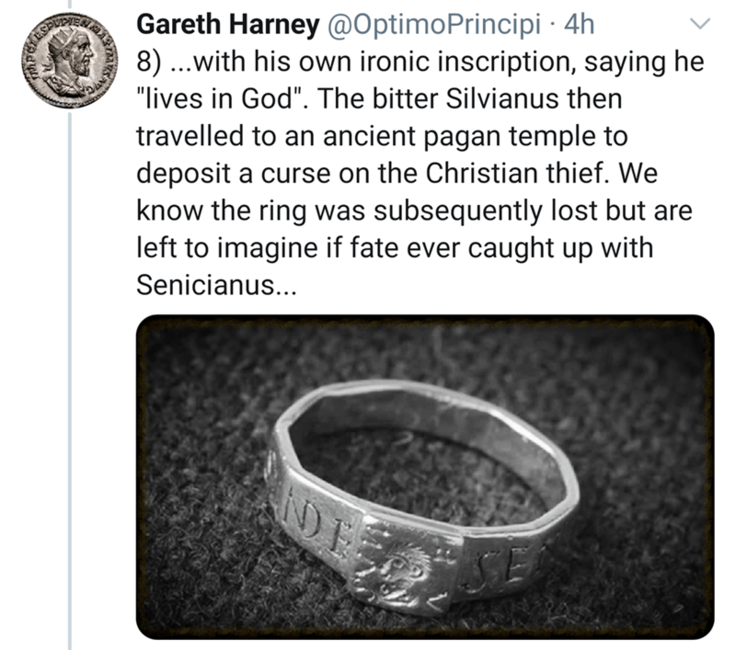 Gareth Harney @OptimoPrincipi · 4h
8) ...with his own ironic inscription, saying he
"lives in God". The bitter Silvianus then
travelled to an ancient pagan temple to
deposit a curse on the Christian thief. We
know the ring was subsequently lost but are
left to imagine if fate ever caught up with
Senicianus...
NDE
SE